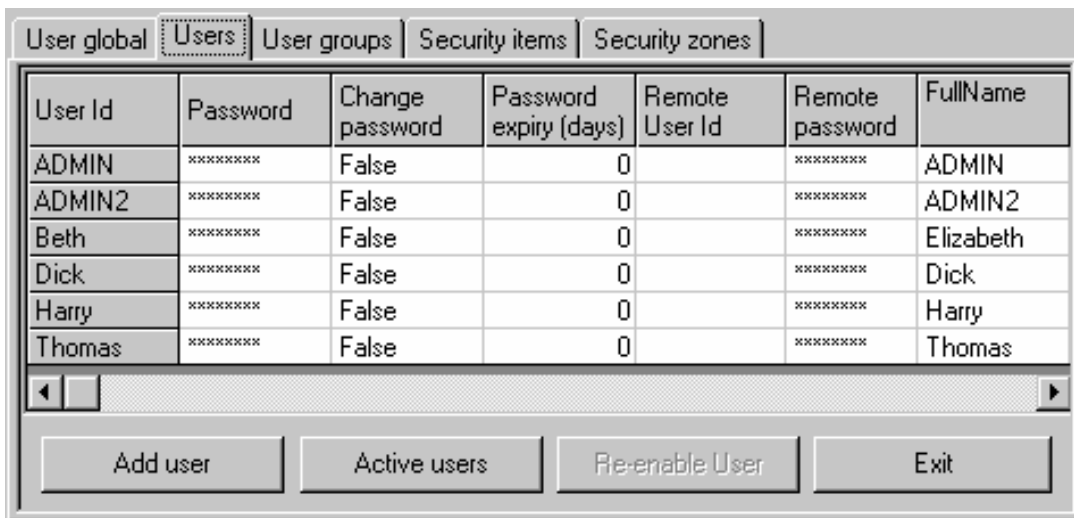 User global Users User groups Security items Security zones
User Id Password Change password Password expiry (days) Remote User Id Remote password FullName
ADMIN ******** False 0 ******** ADMIN
ADMIN2 ******** False 0 ******** ADMIN2
Beth ******** False 0 ******** Elizabeth
Dick ******** False 0 ******** Dick
Harry ******** False 0 ******** Harry
Thomas ******** False 0 ******** Thomas
Add user Active users Re-enable User Exit